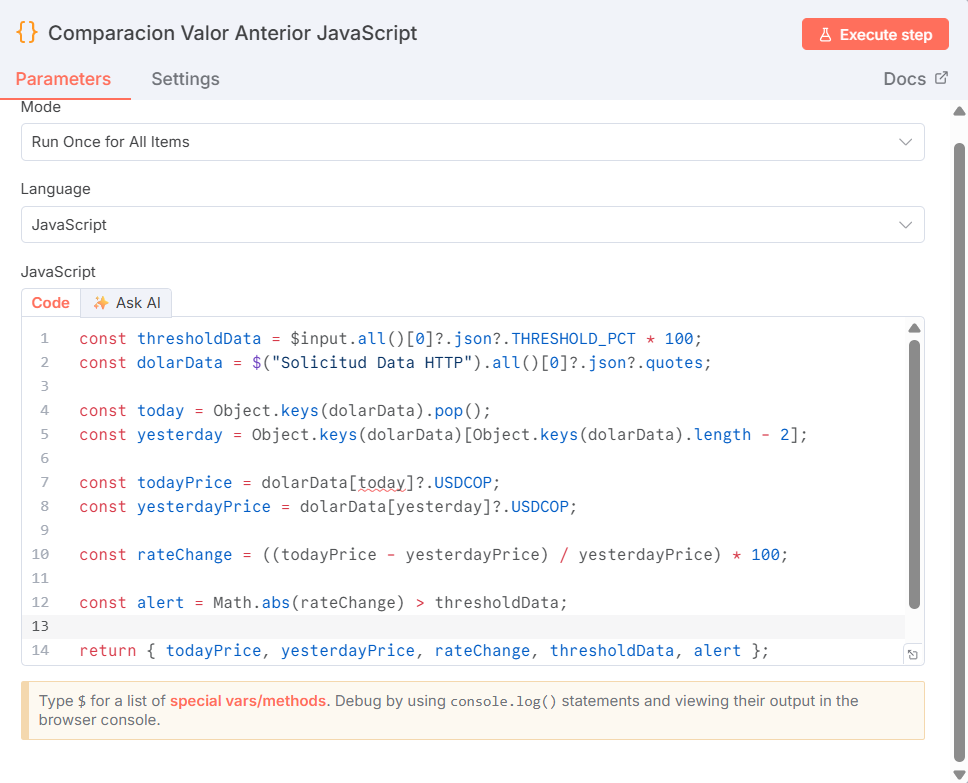 {} Comparacion Valor Anterior JavaScript
Execute step
Parameters
Settings
Docs
Mode
Run Once for All Items
Language
JavaScript
JavaScript
Code
Ask AI
1 const thresholdData = $input.all()[0]?.json?.THRESHOLD_PCT * 100;
2 const dolarData = $("Solicitud Data HTTP").all()[0]?.json?.quotes;
3
4 const today = Object.keys(dolarData).pop();
5 const yesterday = Object.keys(dolarData)[Object.keys(dolarData).length - 2];
6
7 const todayPrice = dolarData[today]?.USDCOP;
8 const yesterdayPrice = dolarData[yesterday]?.USDCOP;
9
10 const rateChange = ((todayPrice - yesterdayPrice) / yesterdayPrice) * 100;
11
12 const alert = Math.abs(rateChange) > thresholdData;
13
14 return { todayPrice, yesterdayPrice, rateChange, thresholdData, alert };
Type $ for a list of special vars/methods. Debug by using console.log() statements and viewing their output in the
browser console.